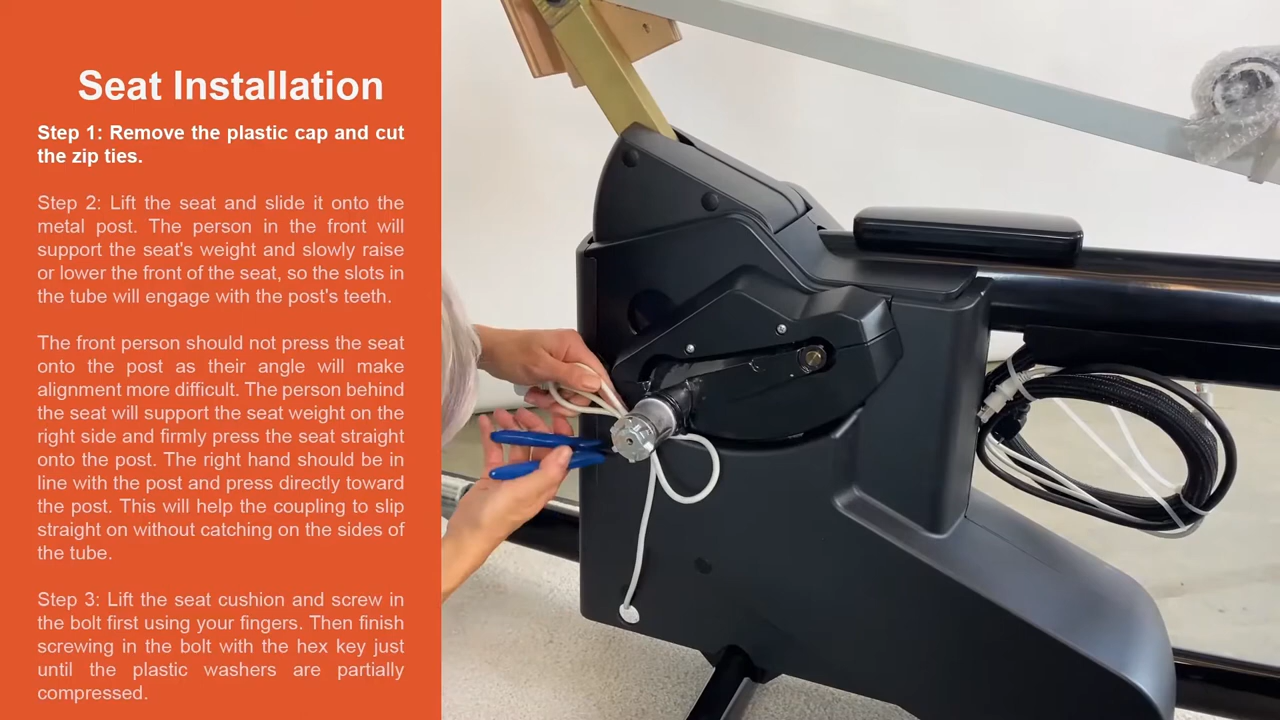 Seat Installation
Step 1: Remove the plastic cap and cut
the zip ties.
Step 2: Lift the seat and slide it onto the
metal post. The person in the front will
support the seat's weight and slowly raise
or lower the front of the seat, so the slots in
the tube will engage with the post's teeth.
The front person should not press the seat
onto the post as their angle will make
alignment more difficult. The person behind
the seat will support the seat weight on the
right side and firmly press the seat straight
onto the post. The right hand should be in
line with the post and press directly toward
the post. This will help the coupling to slip
straight on without catching on the sides of
the tube.
Step 3: Lift the seat cushion and screw in
the bolt first using your fingers. Then finish
screwing in the bolt with the hex key just
until the plastic washers are partially
compressed.